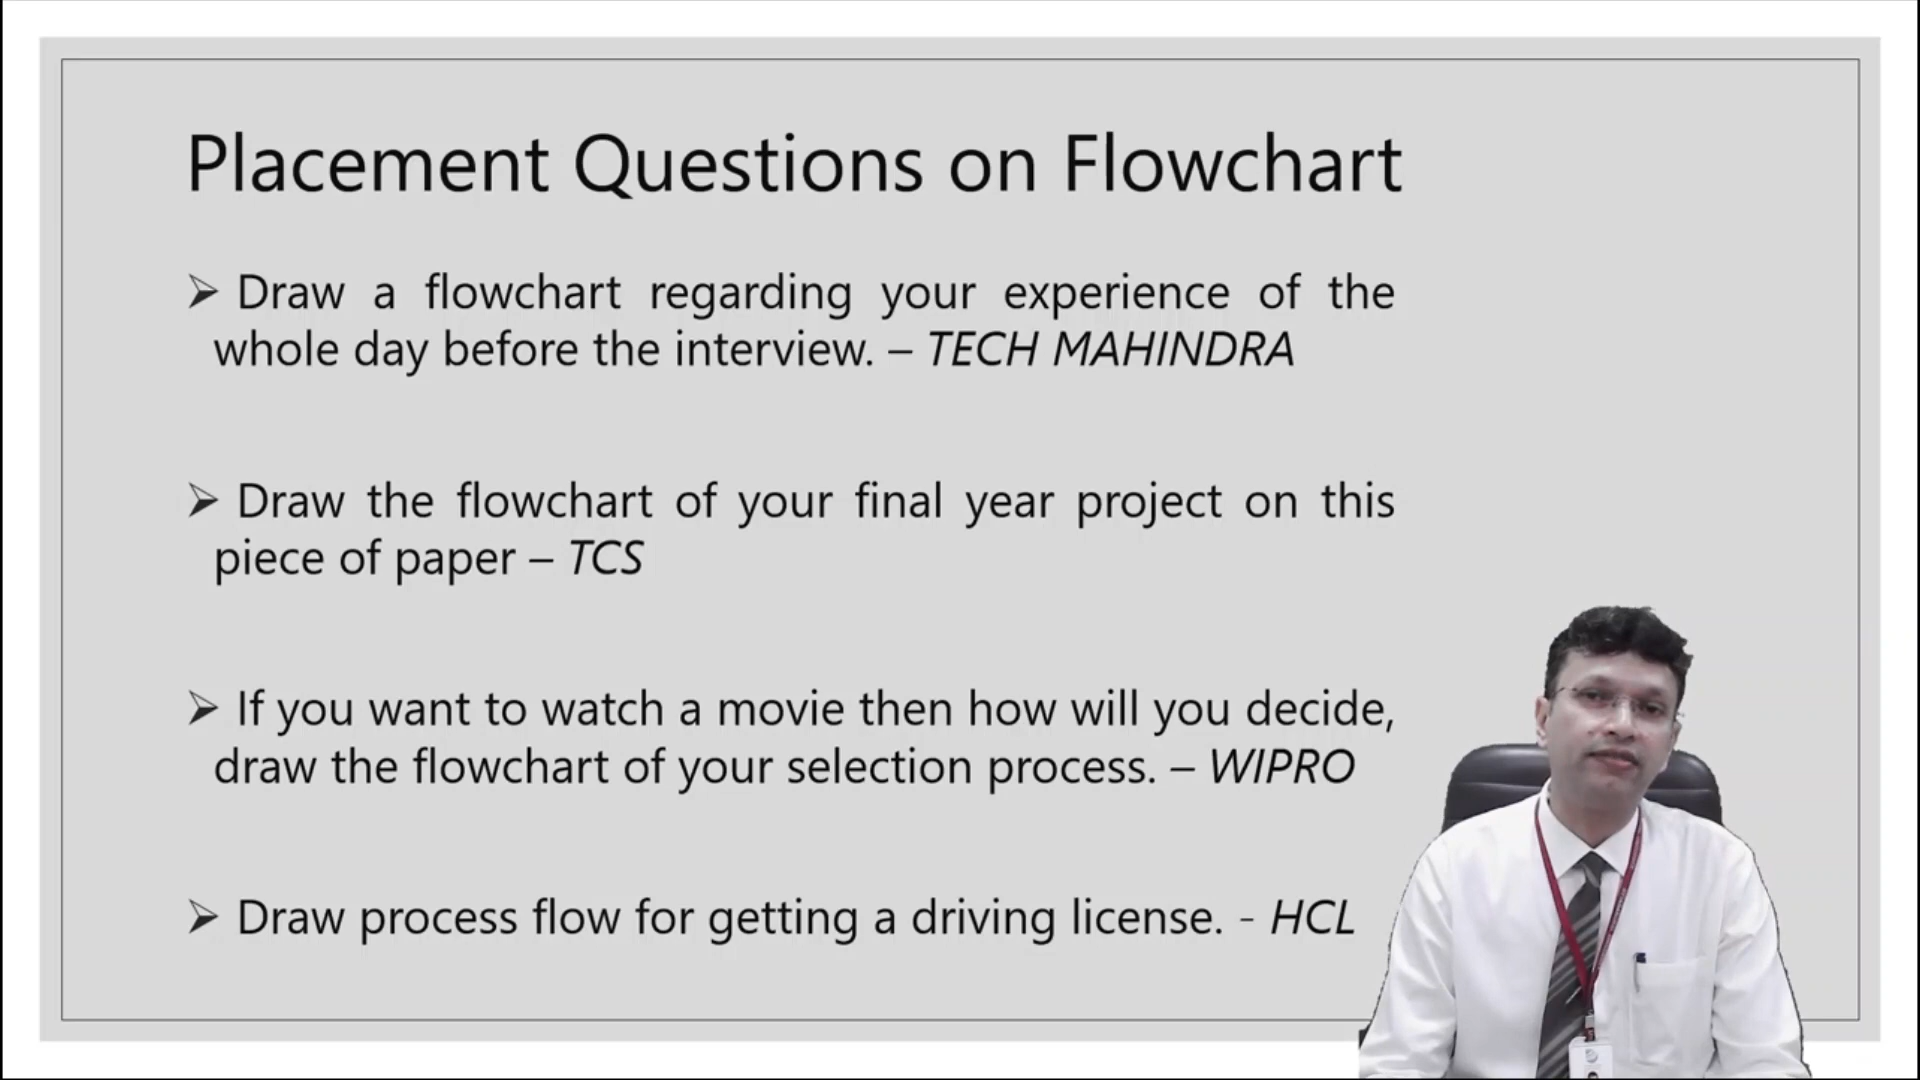 Placement Questions on Flowchart
➢ Draw a flowchart regarding your experience of the
whole day before the interview. – TECH MAHINDRA
➢ Draw the flowchart of your final year project on this
piece of paper – TCS
➢ If you want to watch a movie then how will you decide,
draw the flowchart of your selection process. – WIPRO
➢ Draw process flow for getting a driving license. - HCL